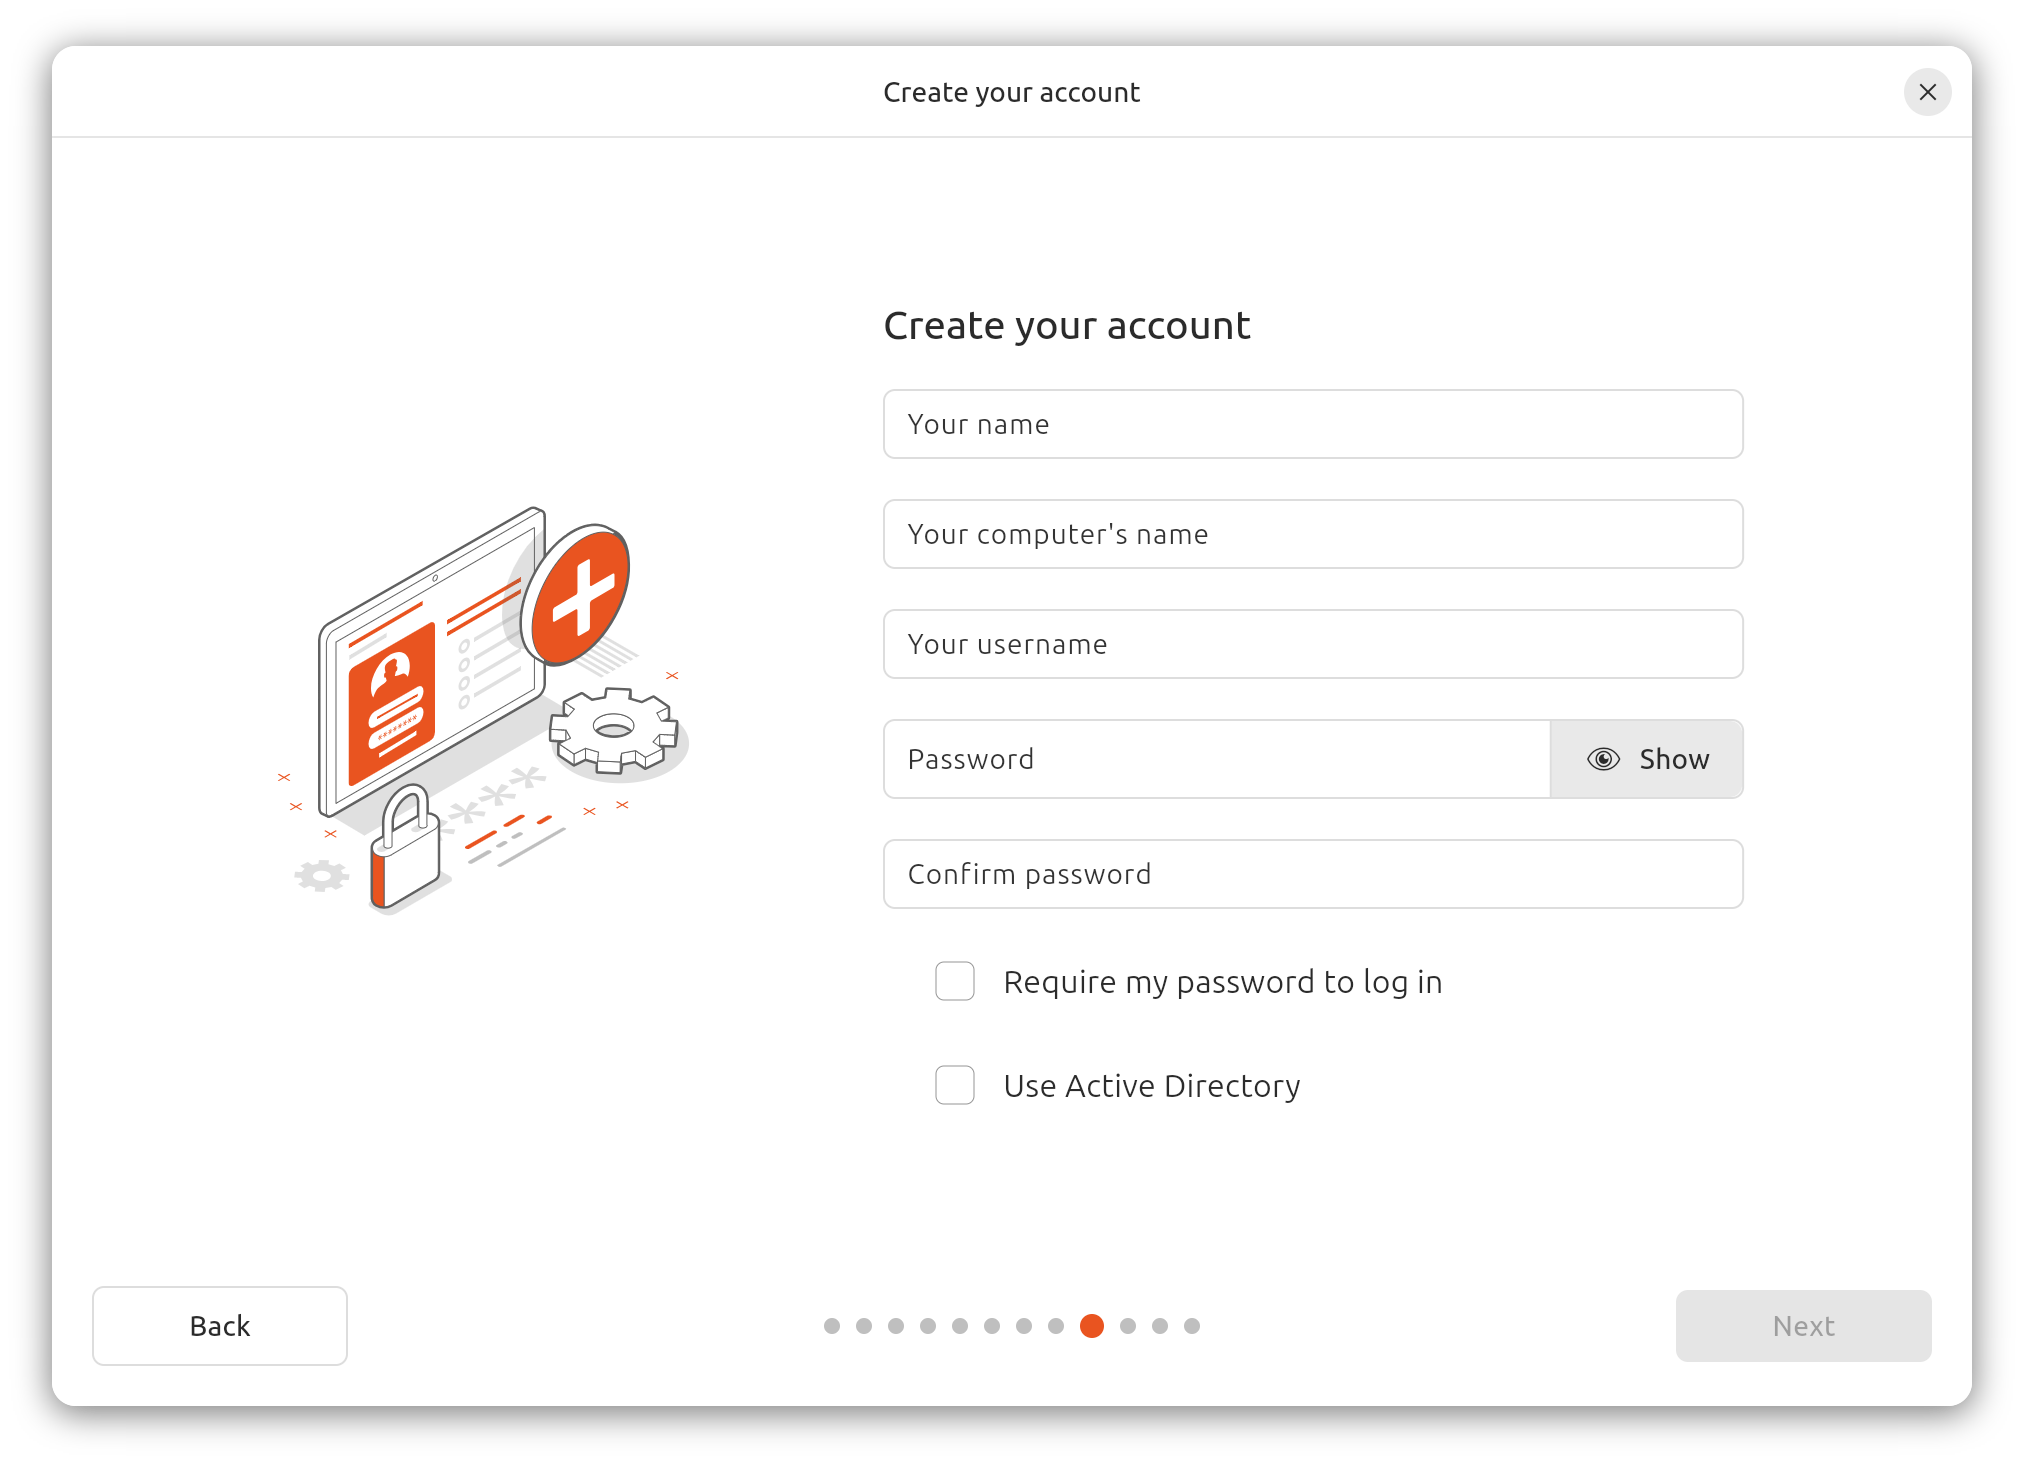 Create your account
Create your account
Your name
Your computer's name
Your username
Password
Show
Confirm password
Require my password to log in
Use Active Directory
Back
Next